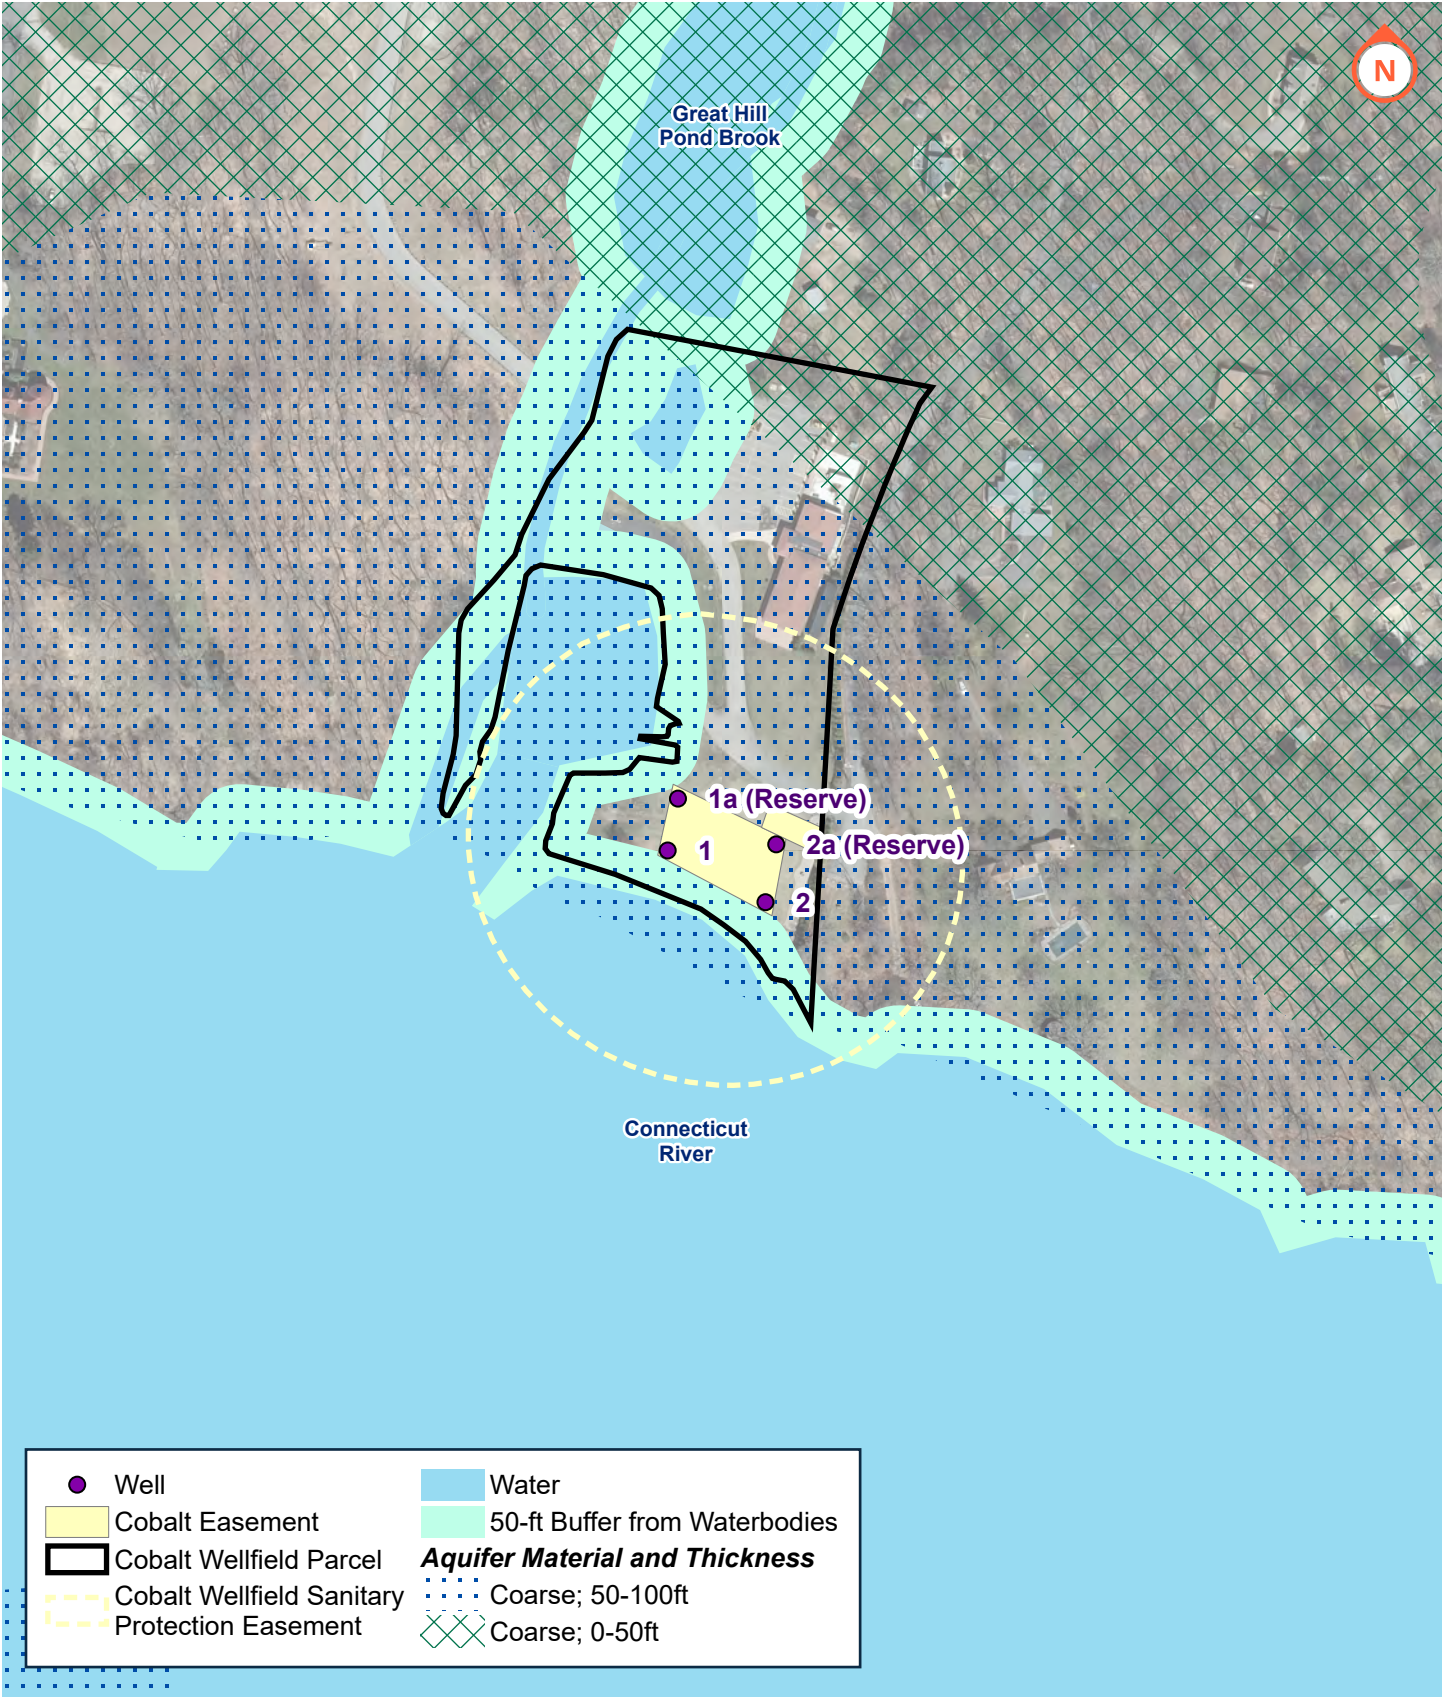 N
Great Hill
Pond Brook
1a (Reserve)
2a (Reserve)
1
2
Connecticut
River
Well
Cobalt Easement
Cobalt Wellfield Parcel
Cobalt Wellfield Sanitary
Protection Easement
Water
50-ft Buffer from Waterbodies
Aquifer Material and Thickness
Coarse; 50-100ft
Coarse; 0-50ft